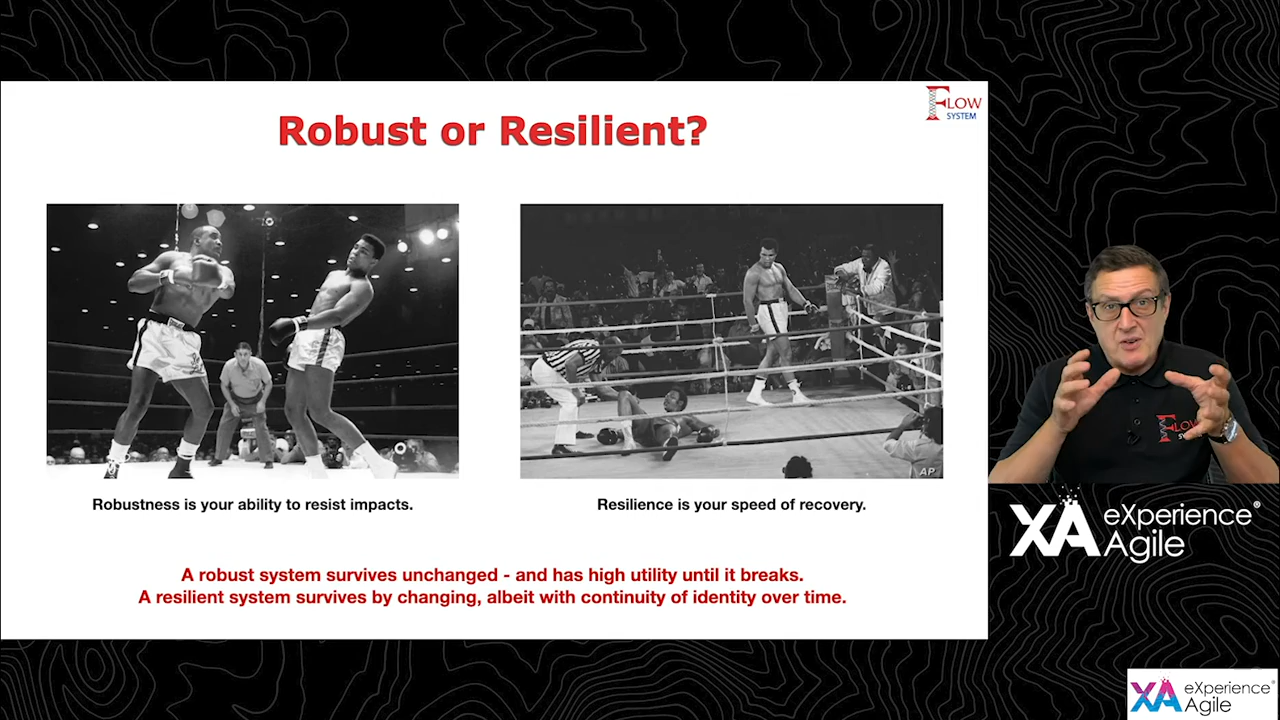 FLOW
SYSTEM
Robust or Resilient?
AP
Robustness is your ability to resist impacts.
Resilience is your speed of recovery.
A robust system survives unchanged - and has high utility until it breaks.
A resilient system survives by changing, albeit with continuity of identity over time.
FLOW
XA eXperience®
Agile
XA eXperience®
Agile